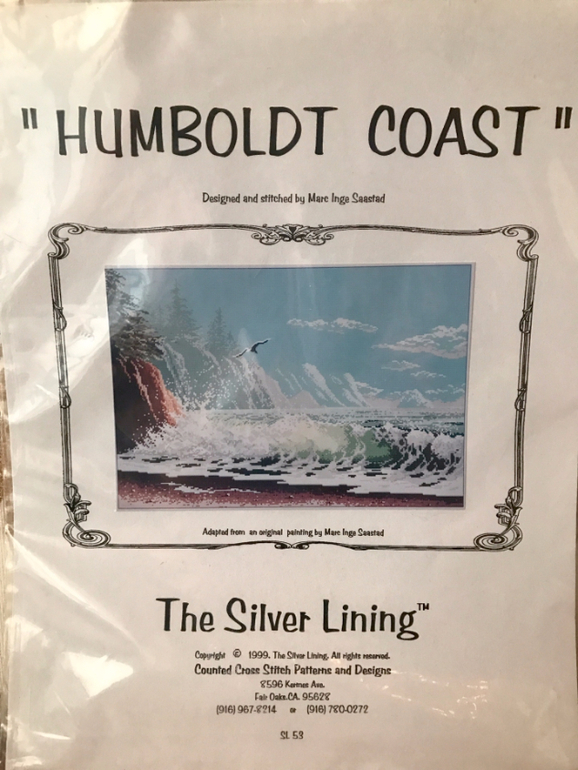 " HUMBOLDT COAST "
Designed and stitched by Marc Inge Saastad
Adapted from an original painting by Marc Inge Saastad
The Silver Lining™
Copyright © 1999. The Silver Lining. All rights reserved.
Counted Cross Stitch Patterns and Designs
8596 Kermes Ave.
Fair Oaks.CA. 95628
(916) 967-8214 or (916) 780-0272
SL 53